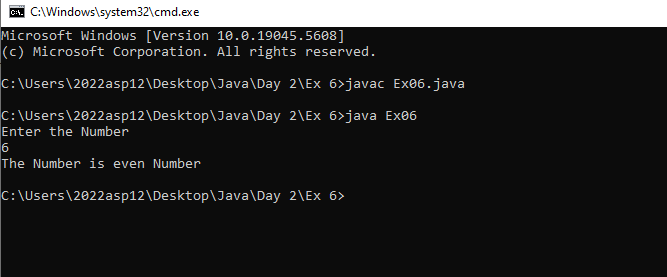 C:\Windows\system32\cmd.exe
Microsoft Windows [Version 10.0.19045.5608]
(c) Microsoft Corporation. All rights reserved.
C:\Users\2022asp12\Desktop\Java\Day 2\Ex 6>javac Ex06.java
C:\Users\2022asp12\Desktop\Java\Day 2\Ex 6>java Ex06
Enter the Number
6
The Number is even Number
C:\Users\2022asp12\Desktop\Java\Day 2\Ex 6>